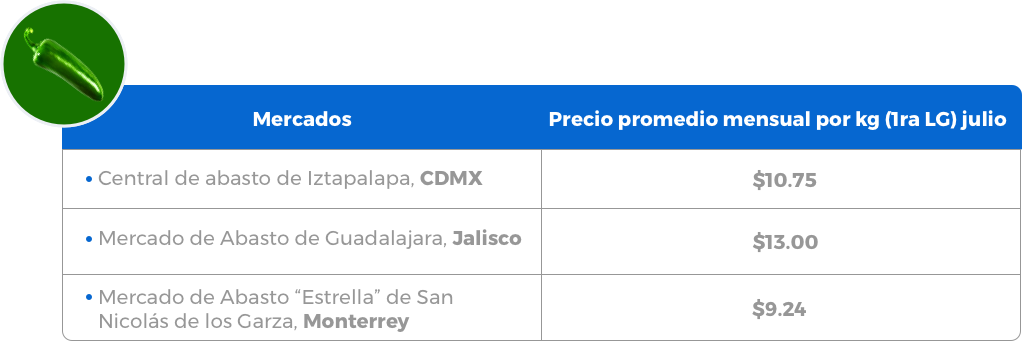 Mercados
Precio promedio mensual por kg (1ra LG) julio
• Central de abasto de Iztapalapa, CDMX
$10.75
• Mercado de Abasto de Guadalajara, Jalisco
$13.00
• Mercado de Abasto “Estrella” de San
Nicolás de los Garza, Monterrey
$9.24